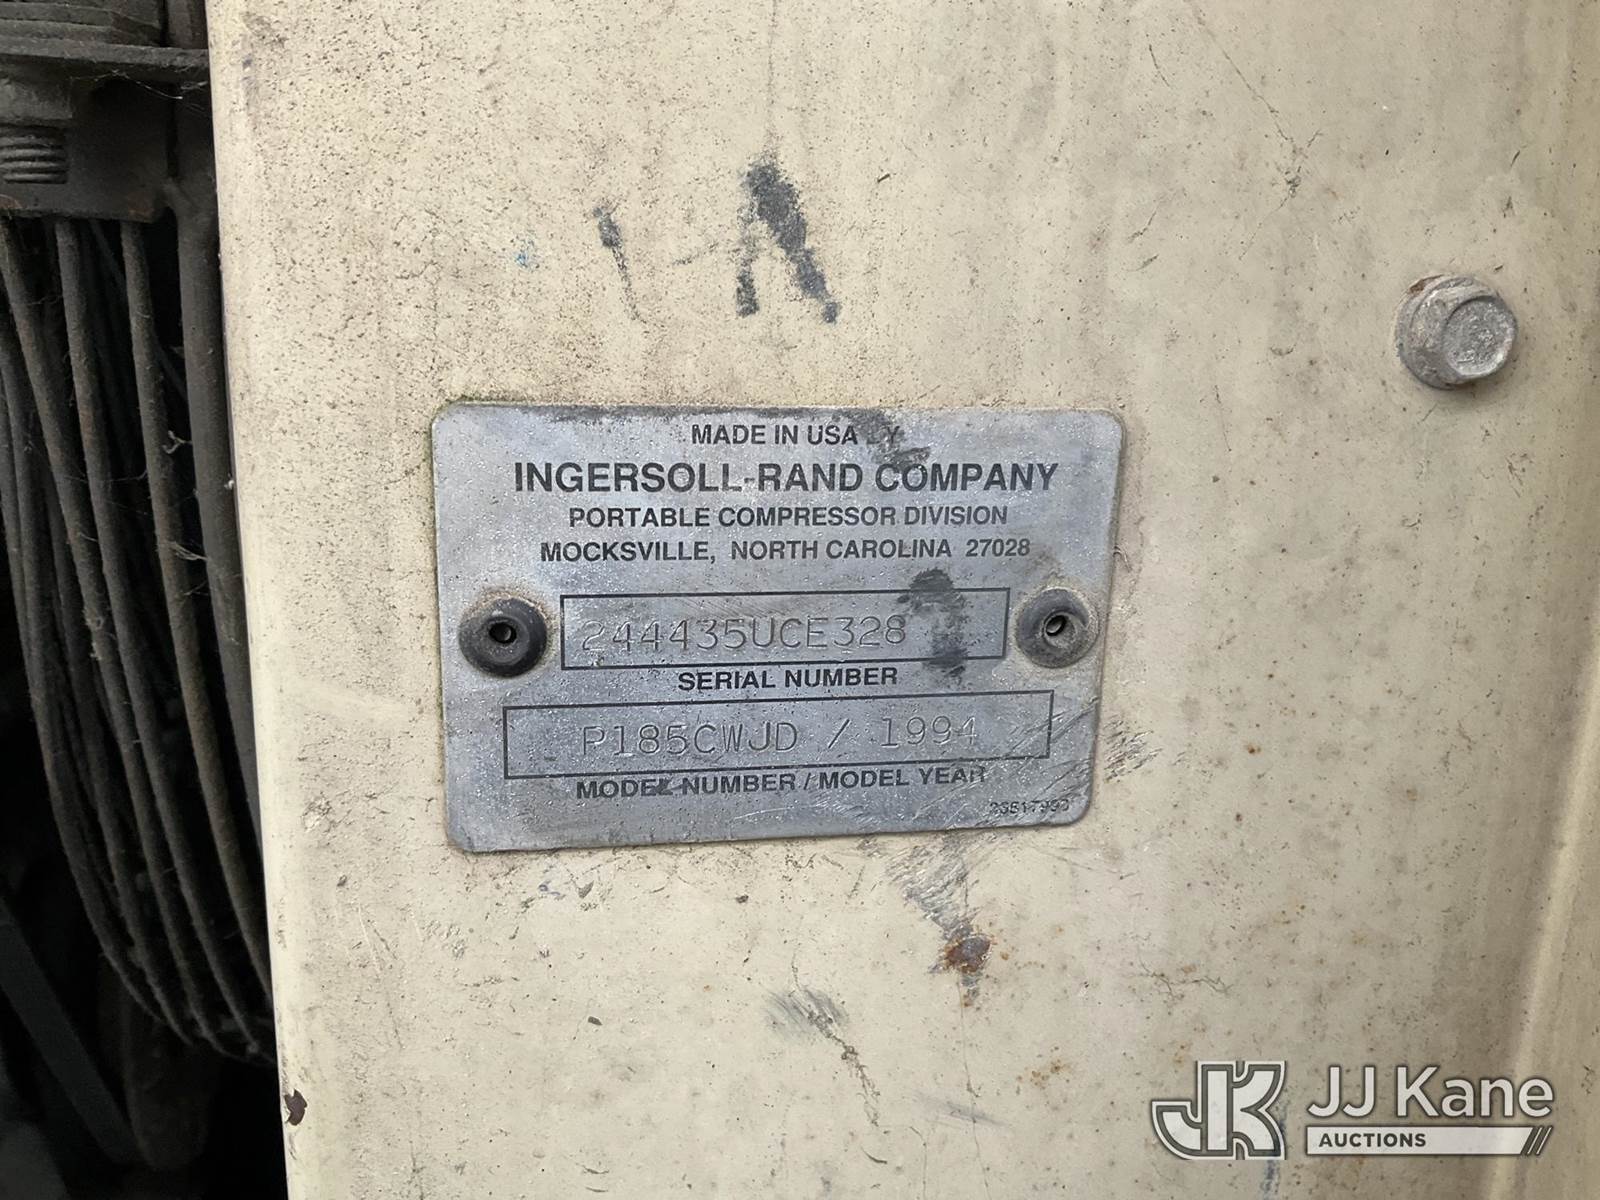 MADE IN USA BY
INGERSOLL-RAND COMPANY
PORTABLE COMPRESSOR DIVISION
MOCKSVILLE, NORTH CAROLINA 27028
244435UCE328
SERIAL NUMBER
P185CWJD / 1994
MODEL NUMBER / MODEL YEAR
JK
JJ Kane
AUCTIONS